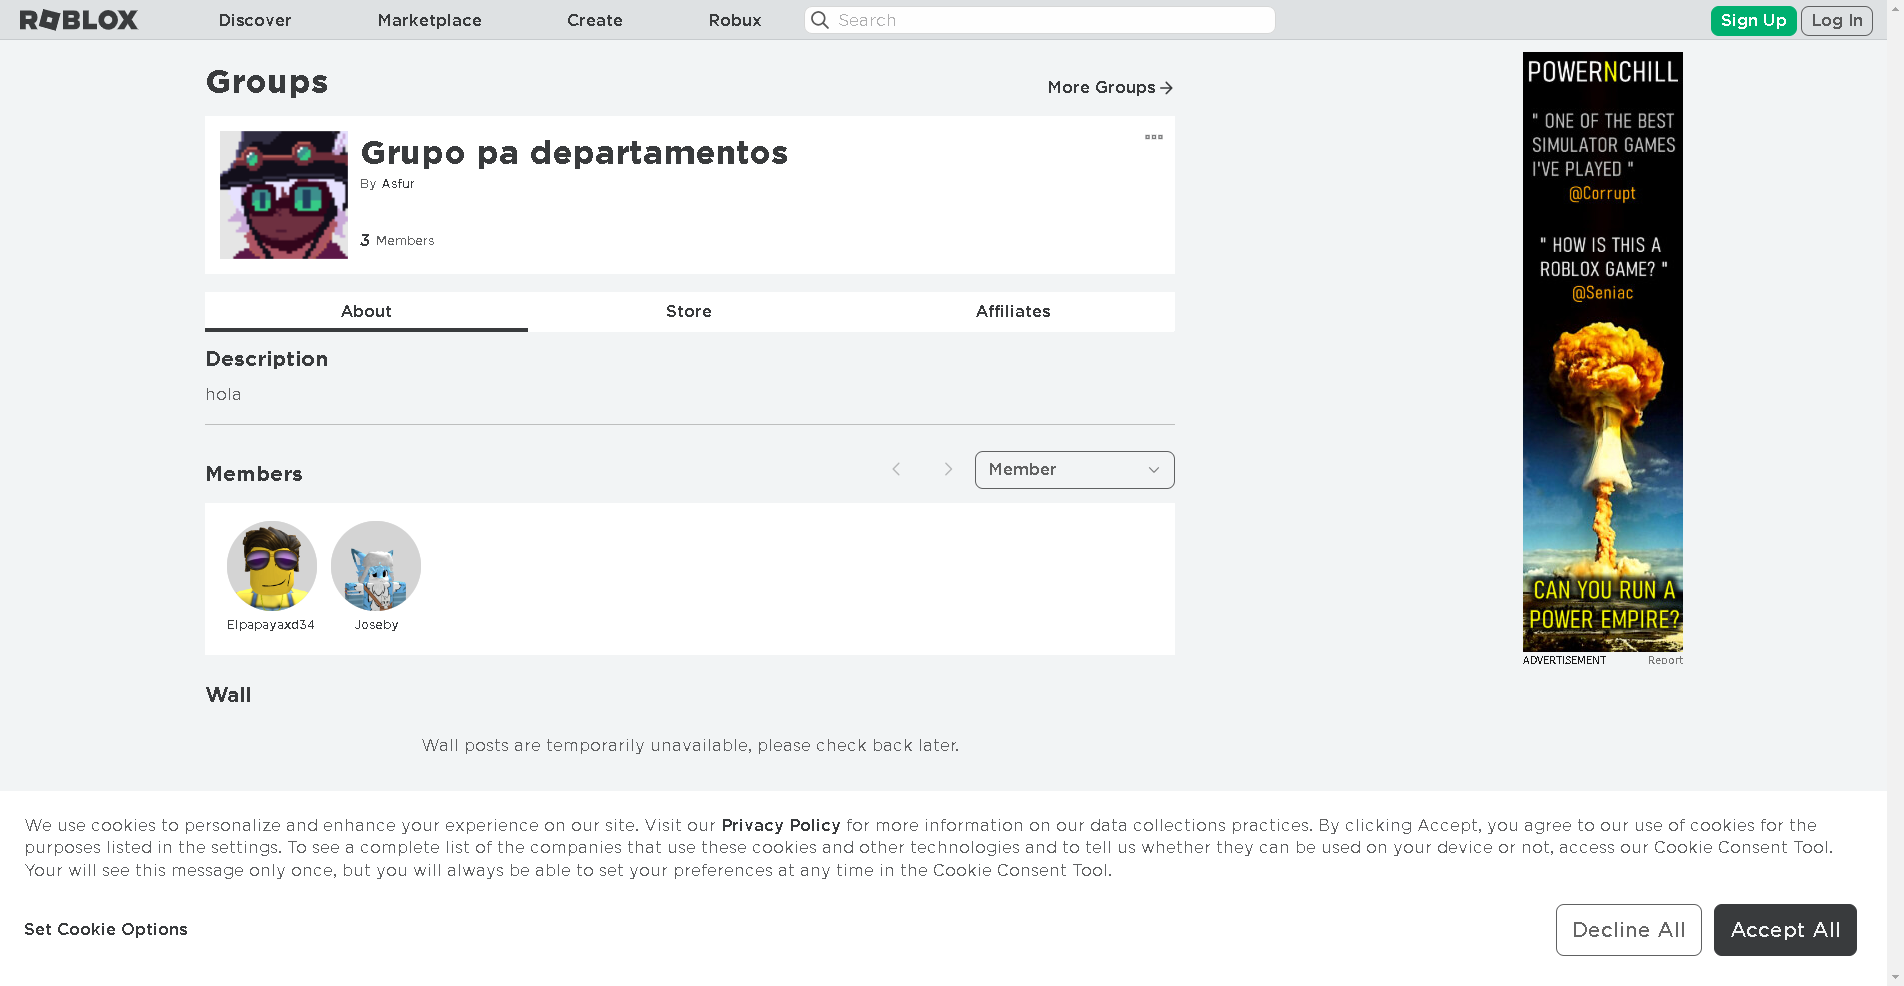 ROBLOX
Discover
Marketplace
Create
Robux
Search
Sign Up
Log In
Groups
More Groups
Grupo pa departamentos
By Asfur
3 Members
About
Store
Affiliates
Description
hola
Members
Member
Elpapayaxd34
Joseby
Wall
Wall posts are temporarily unavailable, please check back later.
POWERNCHILL
" ONE OF THE BEST
SIMULATOR GAMES
I'VE PLAYED "
@Corrupt
" HOW IS THIS A
ROBLOX GAME? "
@Seniac
CAN YOU RUN A
POWER EMPIRE?
ADVERTISEMENT
Report
We use cookies to personalize and enhance your experience on our site. Visit our Privacy Policy for more information on our data collections practices. By clicking Accept, you agree to our use of cookies for the
purposes listed in the settings. To see a complete list of the companies that use these cookies and other technologies and to tell us whether they can be used on your device or not, access our Cookie Consent Tool.
Your will see this message only once, but you will always be able to set your preferences at any time in the Cookie Consent Tool.
Set Cookie Options
Decline All
Accept All